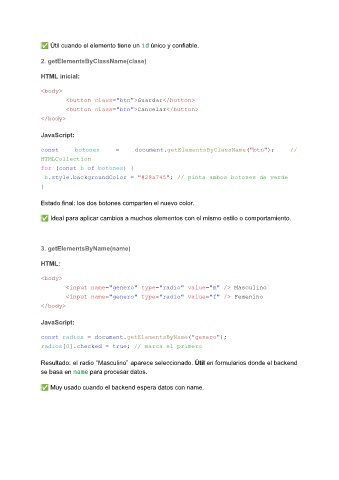 ✅ Útil cuando el elemento tiene un id único y confiable.
2. getElementsByClassName(class)
HTML inicial:
<body>
<button class="btn">Guardar</button>
<button class="btn">Cancelar</button>
</body>
JavaScript:
const botones = document.getElementsByClassName("btn"); //
HTMLCollection
for (const b of botones) {
b.style.backgroundColor = "#28a745"; // pinta ambos botones de verde
}
Estado final: los dos botones comparten el nuevo color.
✅ Ideal para aplicar cambios a muchos elementos con el mismo estilo o comportamiento.
3. getElementsByName(name)
HTML:
<body>
<input name="genero" type="radio" value="m" /> Masculino
<input name="genero" type="radio" value="f" /> Femenino
</body>
JavaScript:
const radios = document.getElementsByName("genero");
radios[0].checked = true; // marca el primero
Resultado: el radio "Masculino" aparece seleccionado. Útil en formularios donde el backend
se basa en name para procesar datos.
✅ Muy usado cuando el backend espera datos con name.